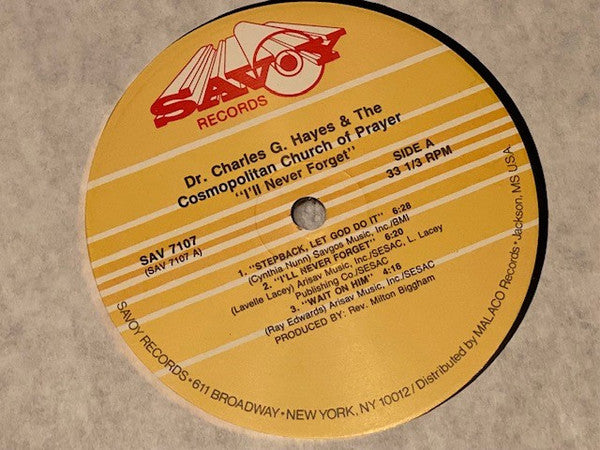 SAVOY
RECORDS
Dr. Charles G. Hayes & The
Cosmopolitan Church of Prayer
"I'll Never Forget"
SIDE A
33 1/3 RPM
SAV 7107
(SAV 7107 A)
1. "STEPBACK, LET GOD DO IT" 6:28
(Cynthia Nunn) Savgos Music, Inc/BMI
2. "I'LL NEVER FORGET" 6:20
(Lavelle Lacey) Arisav Music, Inc./SESAC, L. Lacey
Publishing Co./SESAC
3. "WAIT ON HIM" 4:16
(Ray Edwards) Arisav Music, Inc/SESAC
PRODUCED BY: Rev. Milton Biggham
SAVOY RECORDS • 611 BROADWAY • NEW YORK, NY 10012 / Distributed by MALACO Records • Jackson, MS USA